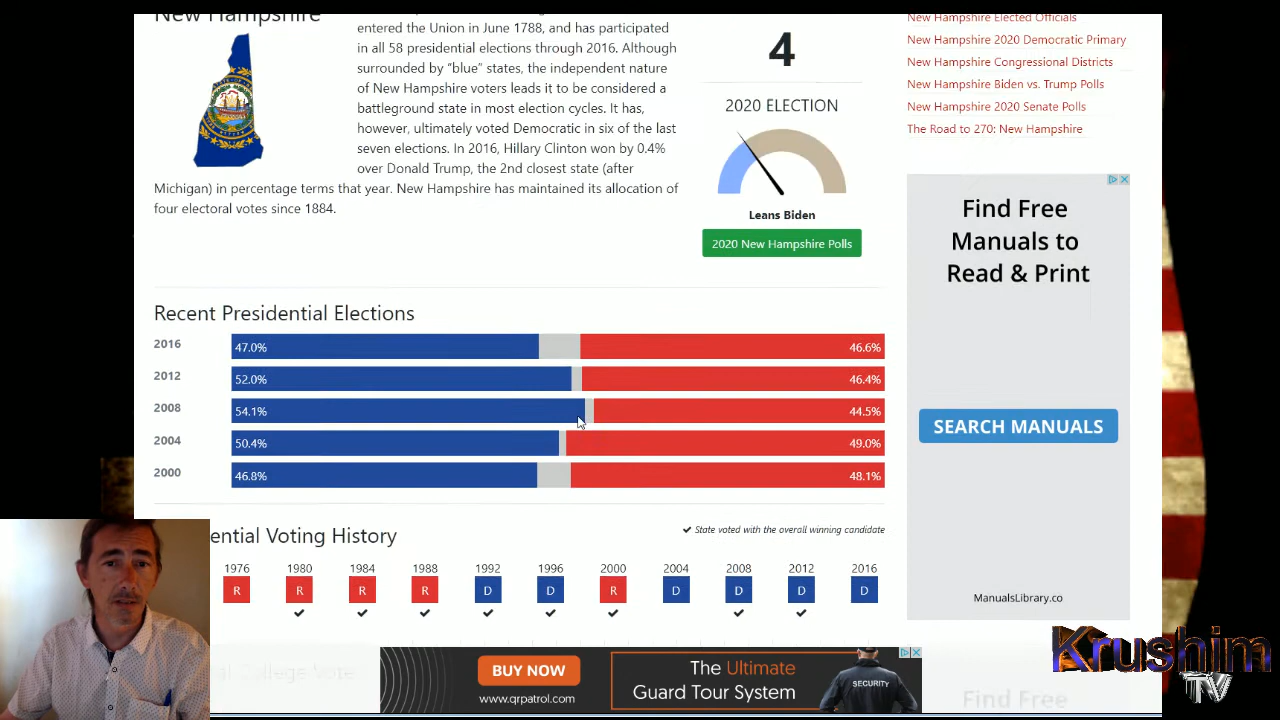 New Hampshire
entered the Union in June 1788, and has participated
in all 58 presidential elections through 2016. Although
surrounded by “blue” states, the independent nature
of New Hampshire voters leads it to be considered a
battleground state in most election cycles. It has,
however, ultimately voted Democratic in six of the last
seven elections. In 2016, Hillary Clinton won by 0.4%
over Donald Trump, the 2nd closest state (after
Michigan) in percentage terms that year. New Hampshire has maintained its allocation of
four electoral votes since 1884.
4
2020 ELECTION
Leans Biden
2020 New Hampshire Polls
New Hampshire Elected Officials
New Hampshire 2020 Democratic Primary
New Hampshire Congressional Districts
New Hampshire Biden vs. Trump Polls
New Hampshire 2020 Senate Polls
The Road to 270: New Hampshire
Find Free
Manuals to
Read & Print
SEARCH MANUALS
ManualsLibrary.co
Recent Presidential Elections
2016 47.0% 46.6%
2012 52.0% 46.4%
2008 54.1% 44.5%
2004 50.4% 49.0%
2000 46.8% 48.1%
ential Voting History
State voted with the overall winning candidate
1976 1980 1984 1988 1992 1996 2000 2004 2008 2012 2016
R R R R D D R D D D D
College Vote
BUY NOW
www.qrpatrol.com
The Ultimate
Guard Tour System
SECURITY
Find Free
Krushim
TV